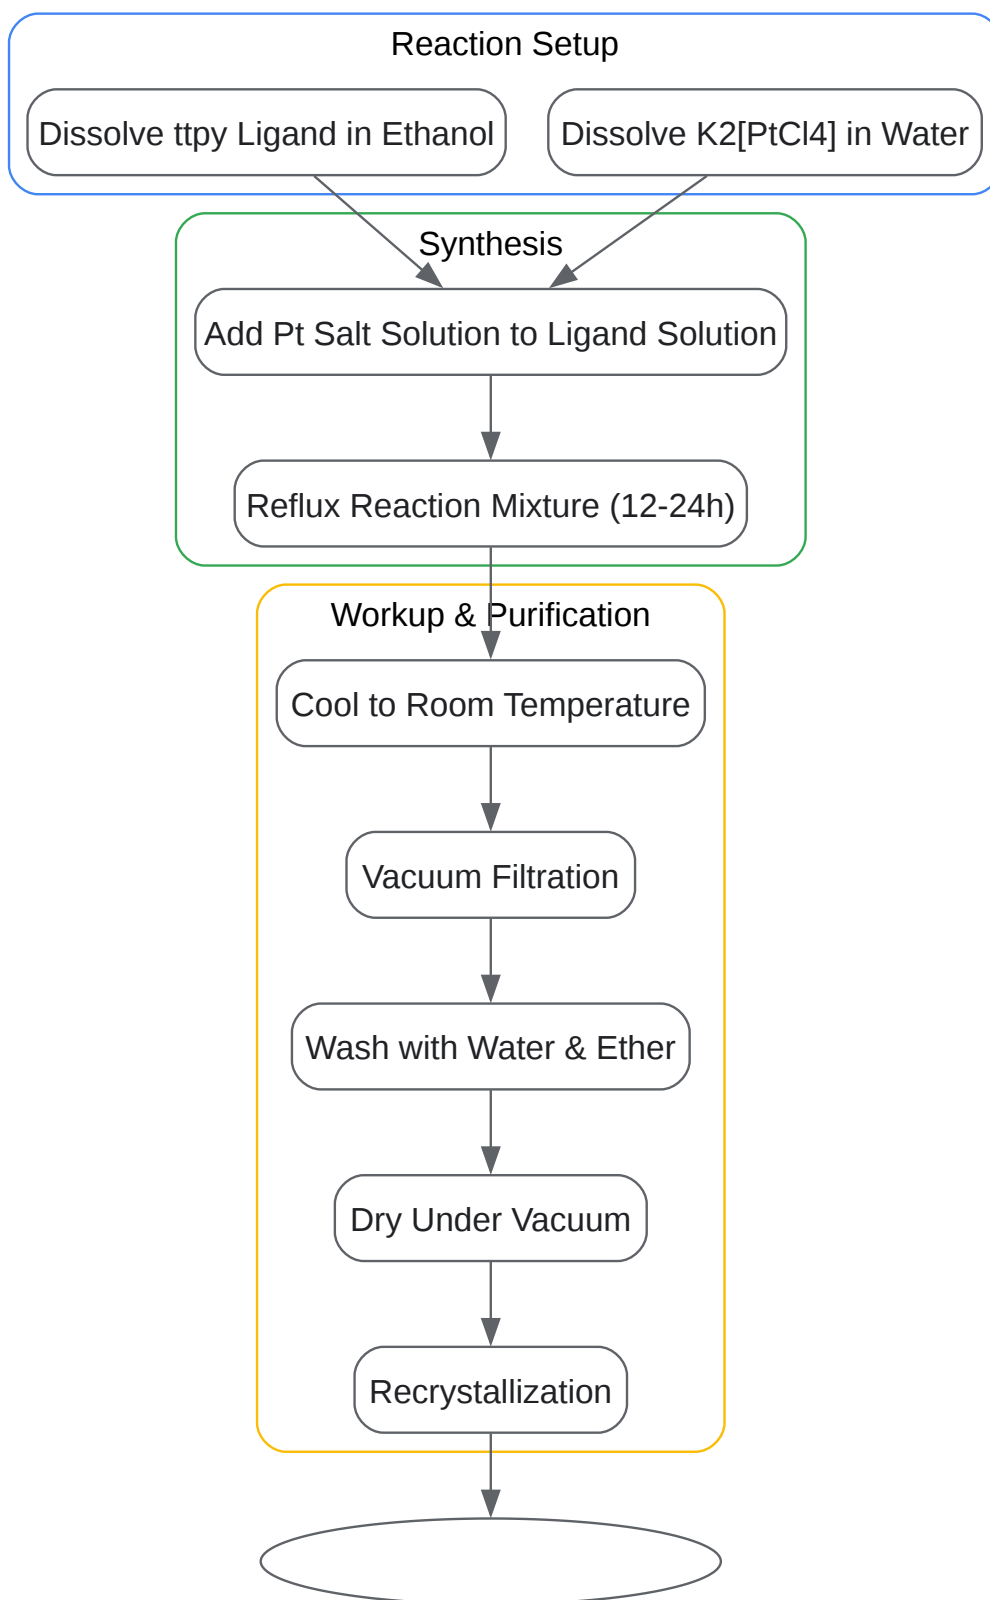 Reaction Setup
Dissolve ttpy Ligand in Ethanol
Dissolve K2[PtCl4] in Water
Synthesis
Add Pt Salt Solution to Ligand Solution
Reflux Reaction Mixture (12-24h)
Workup & Purification
Cool to Room Temperature
Vacuum Filtration
Wash with Water & Ether
Dry Under Vacuum
Recrystallization